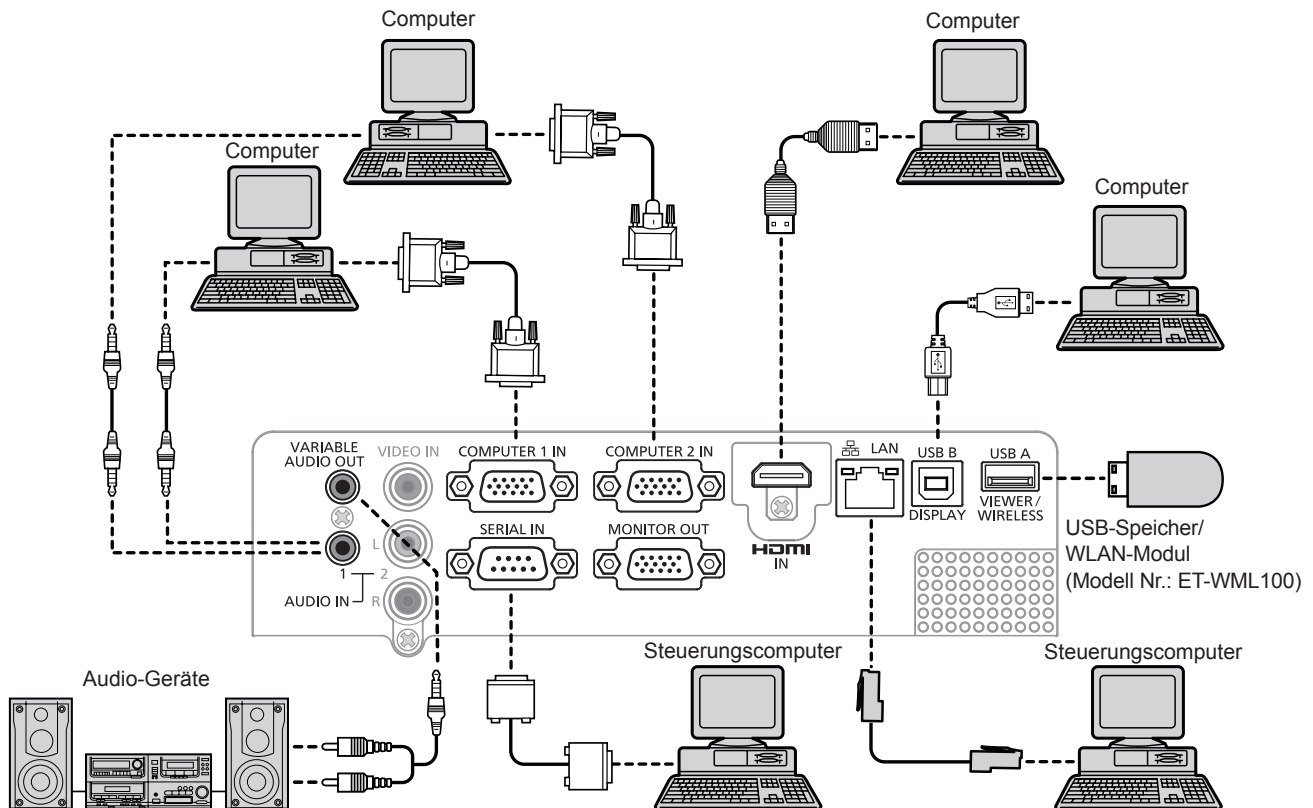 Computer
Computer
Computer
Computer
VARIABLE
AUDIO OUT
VIDEO IN
COMPUTER 1 IN
COMPUTER 2 IN
LAN
USB B
USB A
DISPLAY
VIEWER /
WIRELESS
SERIAL IN
MONITOR OUT
HDMI
IN
L
1
2
AUDIO IN
R
USB-Speicher/
WLAN-Modul
(Modell Nr.: ET-WML100)
Audio-Geräte
Steuerungscomputer
Steuerungscomputer